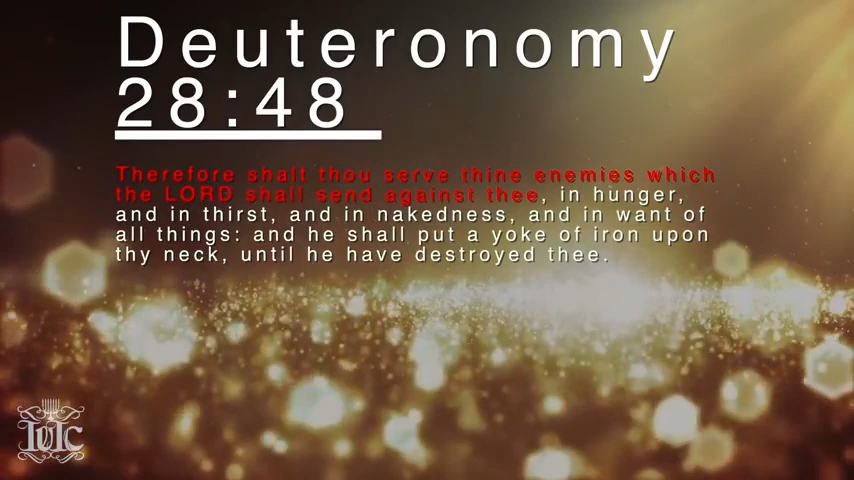 Deuteronomy
28:48
Therefore shalt thou serve thine enemies which
the LORD shall send against thee, in hunger,
and in thirst, and in nakedness, and in want of
all things: and he shall put a yoke of iron upon
thy neck, until he have destroyed thee.
IUIC